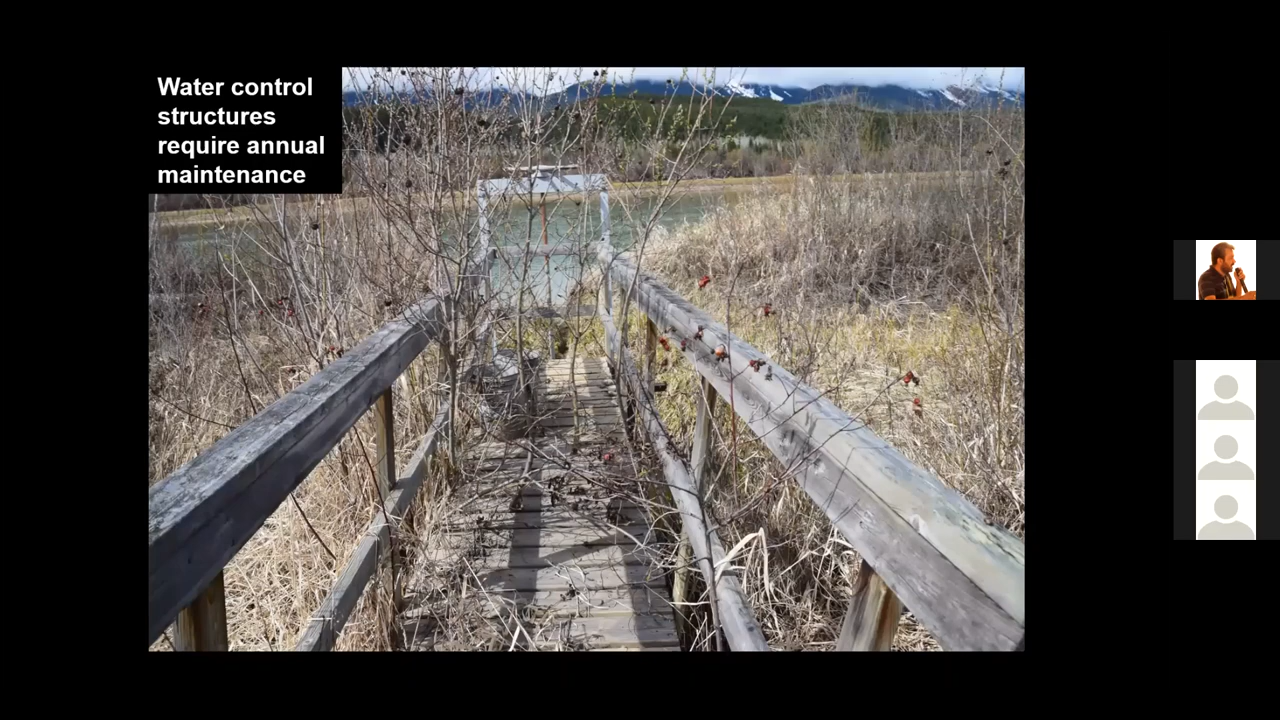 Water control
structures
require annual
maintenance